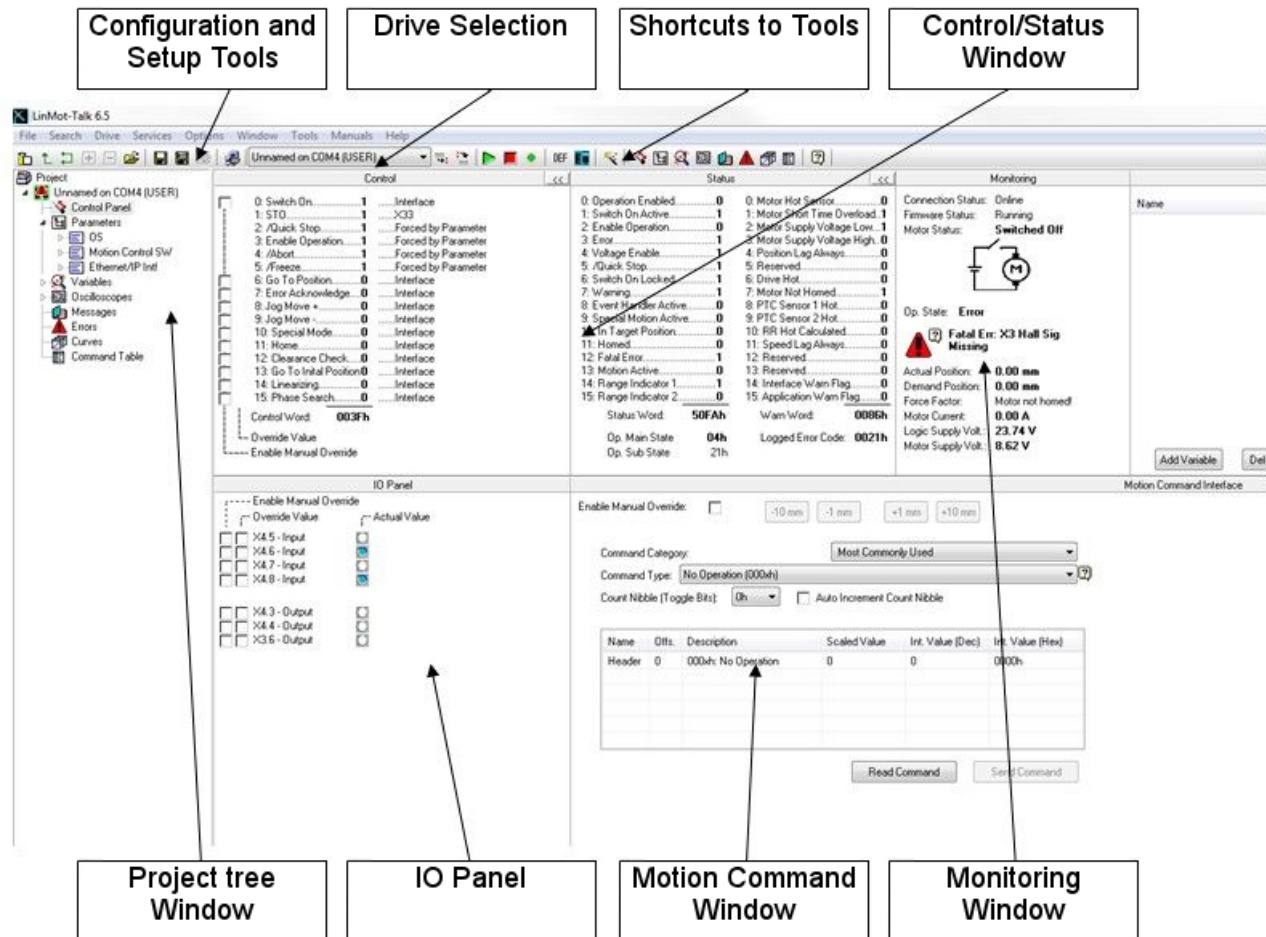 Configuration and
Setup Tools
Drive Selection
Shortcuts to Tools
Control/Status
Window
LinMot-Talk 6.5
File Search Drive Services Options Window Tools Manuals Help
Unnamed on COM4 (USER)
DEF
Project
Unnamed on COM4 (USER)
Control Panel
Parameters
OS
Motion Control SW
Ethernet/IP Intf
Variables
Oscilloscopes
Messages
Errors
Curves
Command Table
Control <<
0: Switch On 1 Interface
1: STO 1 X33
2: /Quick Stop 1 Forced by Parameter
3: Enable Operation 1 Forced by Parameter
4: /Abort 1 Forced by Parameter
5: /Freeze 1 Forced by Parameter
6: Go To Position 0 Interface
7: Error Acknowledge 0 Interface
8: Jog Move + 0 Interface
9: Jog Move - 0 Interface
10: Special Mode 0 Interface
11: Home 0 Interface
12: Clearance Check 0 Interface
13: Go To Inital Position 0 Interface
14: Linearizing 0 Interface
15: Phase Search 0 Interface
Control Word: 003Fh
Override Value
Enable Manual Override
Status <<
0: Operation Enabled 0
1: Switch On Active 1
2: Enable Operation 0
3: Error 1
4: Voltage Enable 1
5: /Quick Stop 1
6: Switch On Locked 1
7: Warning 1
8: Event Handler Active 0
9: Special Motion Active 0
In Target Position 0
11: Homed 0
12: Fatal Error 1
13: Motion Active 0
14: Range Indicator 1 1
15: Range Indicator 2 0
Status Word: 50FAh
Op. Main State 04h
Op. Sub State 21h
0: Motor Hot Sensor 0
1: Motor Short Time Overload 1
2: Motor Supply Voltage Low 1
3: Motor Supply Voltage High 0
4: Position Lag Always 0
5: Reserved 0
6: Drive Hot 0
7: Motor Not Homed 1
8: PTC Sensor 1 Hot 0
9: PTC Sensor 2 Hot 0
10: RR Hot Calculated 0
11: Speed Lag Always 0
12: Reserved 0
13: Reserved 0
14: Interface Warn Flag 0
15: Application Warn Flag 0
Warn Word: 0086h
Logged Error Code: 0021h
Monitoring
Connection Status: Online
Firmware Status: Running
Motor Status: Switched Off
M
Op. State: Error
Fatal Err: X3 Hall Sig
Missing
Actual Position: 0.00 mm
Demand Position: 0.00 mm
Force Factor: Motor not homed!
Motor Current: 0.00 A
Logic Supply Volt.: 23.74 V
Motor Supply Volt.: 8.62 V
Name
Add Variable Del
IO Panel
Enable Manual Override
Override Value Actual Value
X4.5 - Input
X4.6 - Input
X4.7 - Input
X4.8 - Input
X4.3 - Output
X4.4 - Output
X3.6 - Output
Motion Command Interface
Enable Manual Override: -10 mm -1 mm +1 mm +10 mm
Command Category: Most Commonly Used
Command Type: No Operation (000xh)
Count Nibble (Toggle Bits): 0h Auto Increment Count Nibble
Name Offs. Description Scaled Value Int. Value (Dec) Int. Value (Hex)
Header 0 000xh: No Operation 0 0 0000h
Read Command Send Command
Project tree
Window
IO Panel
Motion Command
Window
Monitoring
Window